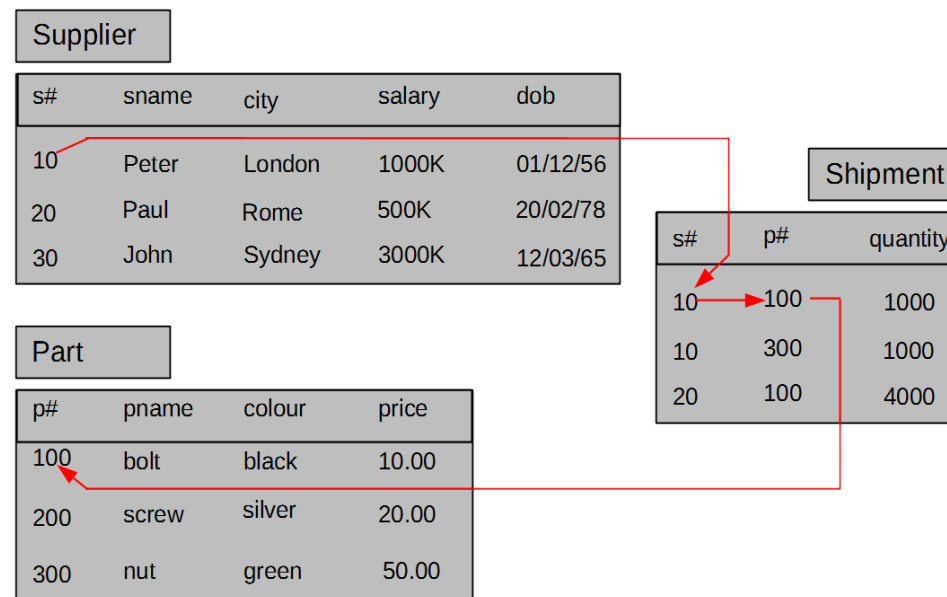 Supplier
s# sname city salary dob
10 Peter London 1000K 01/12/56
20 Paul Rome 500K 20/02/78
30 John Sydney 3000K 12/03/65
Shipment
s# p# quantity
10 100 1000
10 300 1000
20 100 4000
Part
p# pname colour price
100 bolt black 10.00
200 screw silver 20.00
300 nut green 50.00